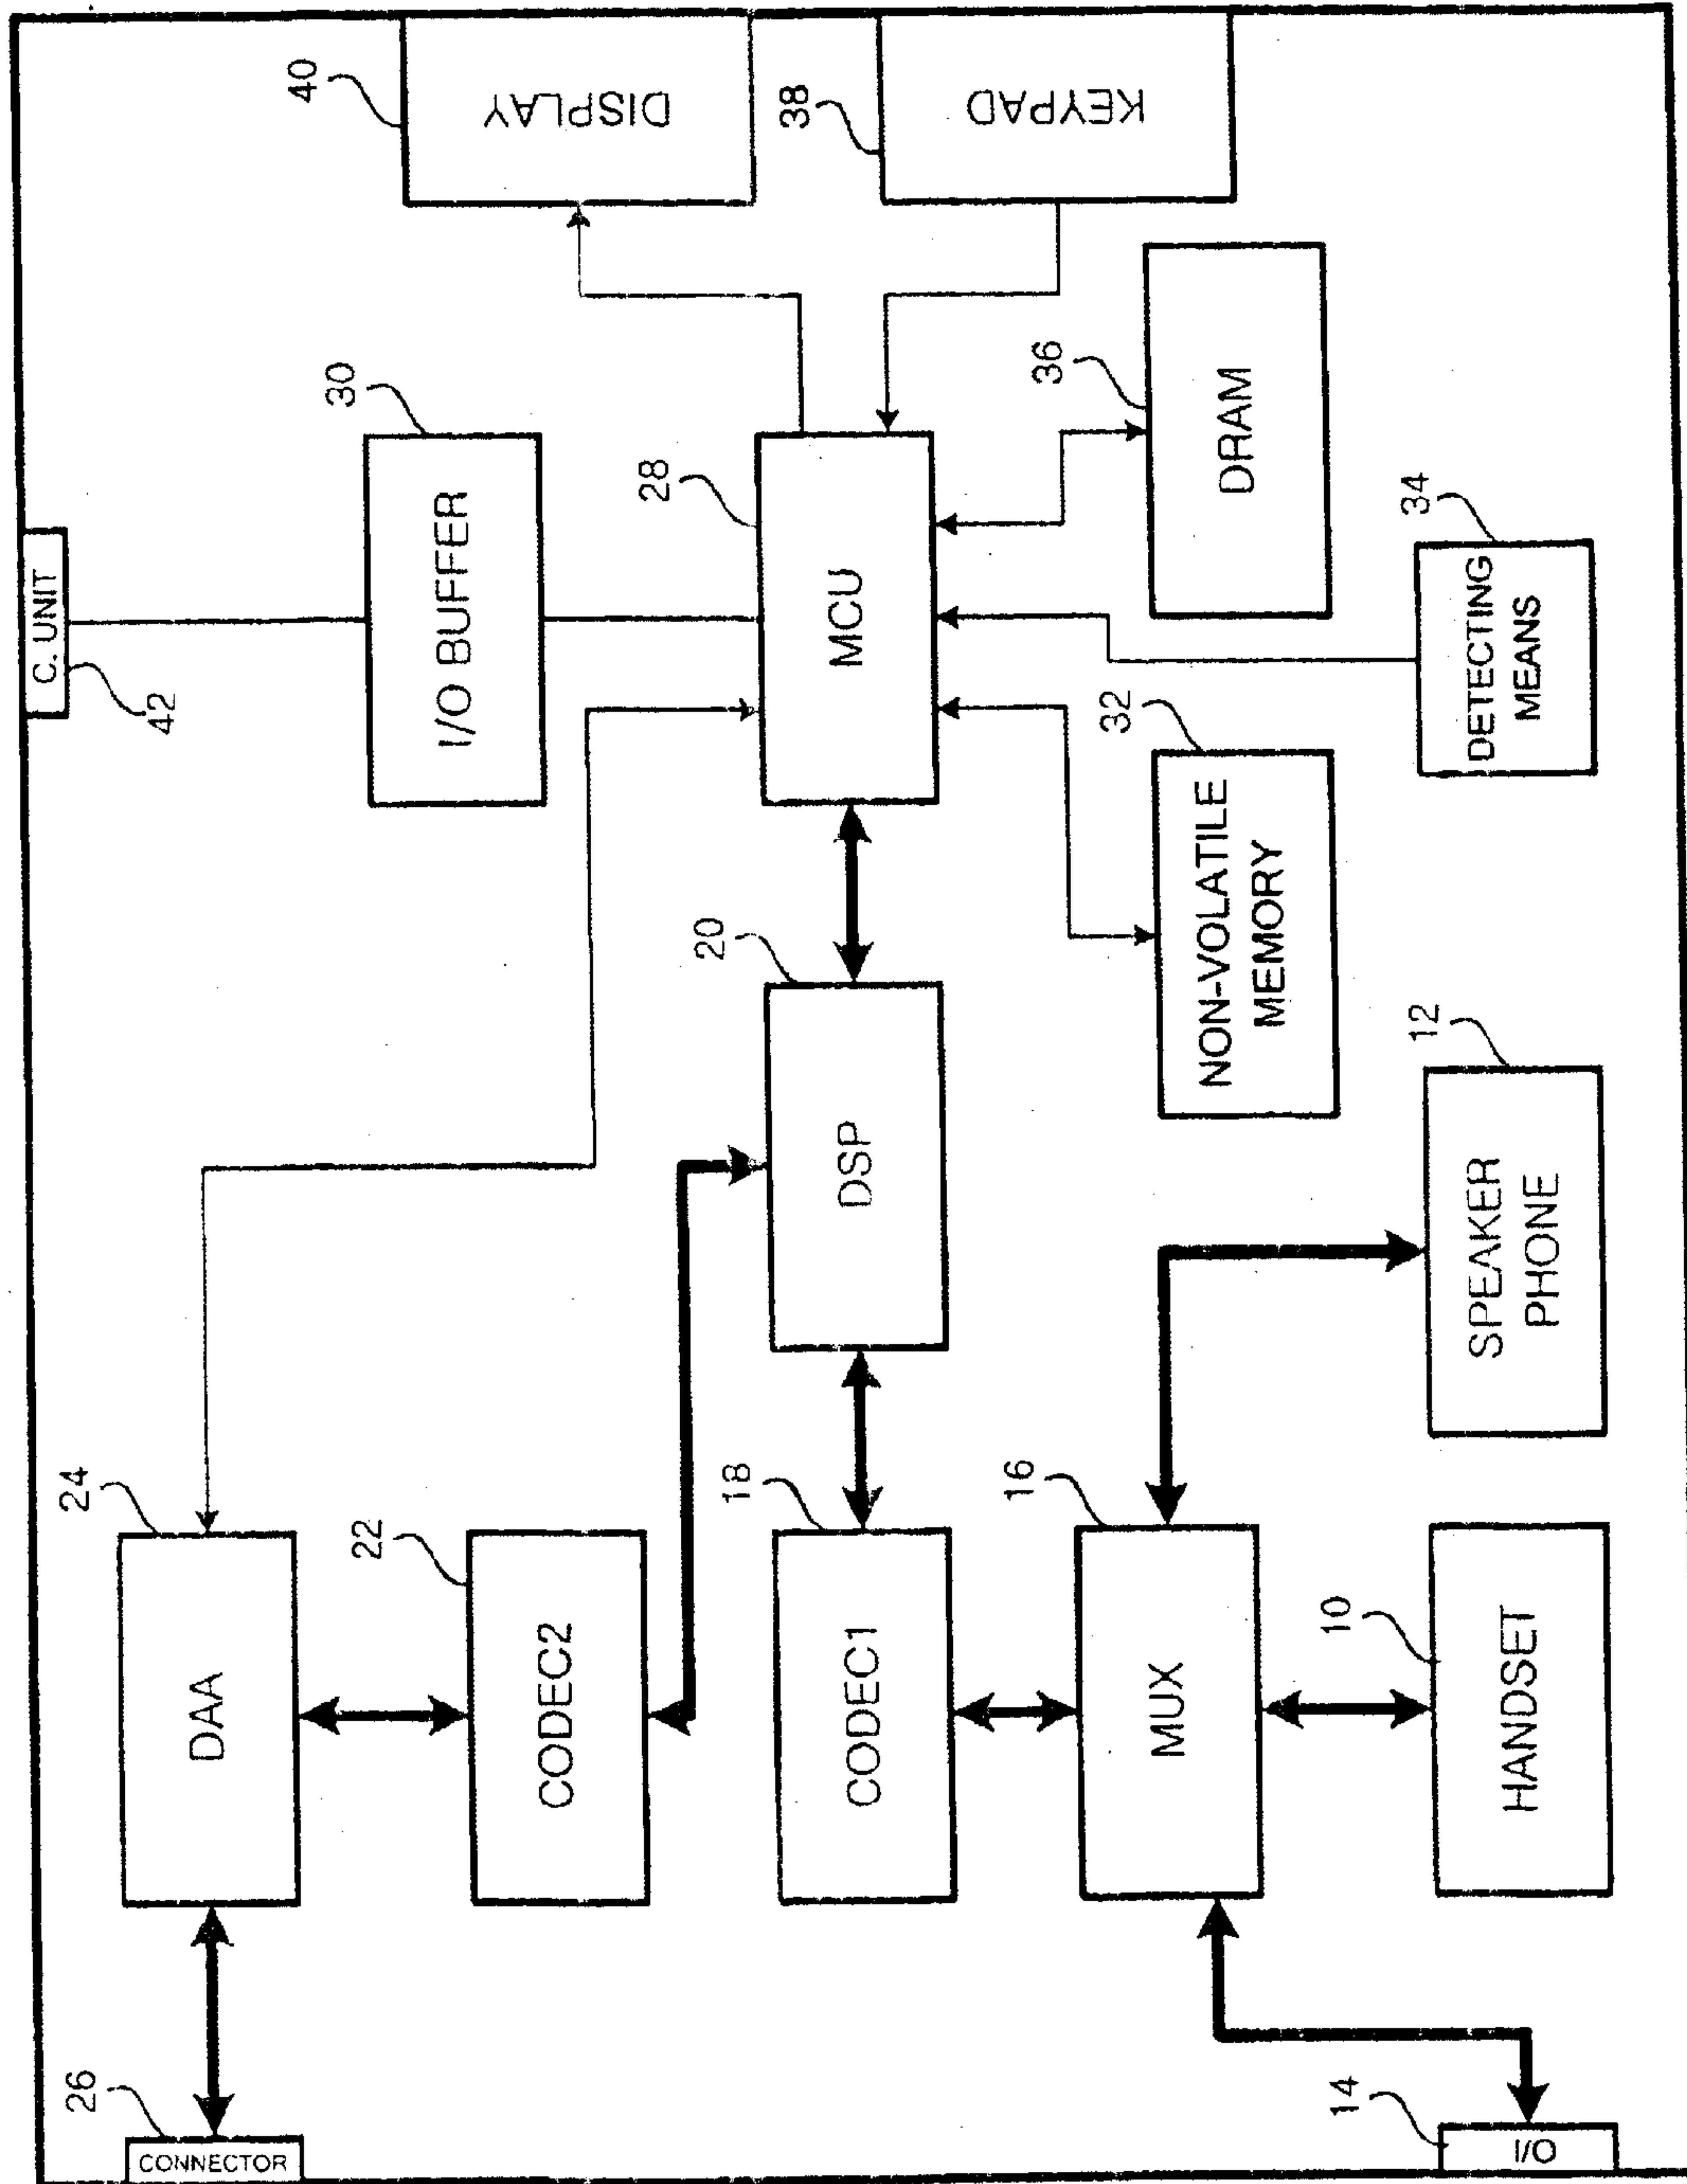 40
DISPLAY
38
KEYPAD
30
I/O BUFFER
C. UNIT
42
28
MCU
36
DRAM
34
DETECTING
MEANS
32
NON-VOLATILE
MEMORY
20
DSP
12
SPEAKER
PHONE
24
DAA
22
CODEC2
18
CODEC1
16
MUX
10
HANDSET
26
CONNECTOR
14
I/O